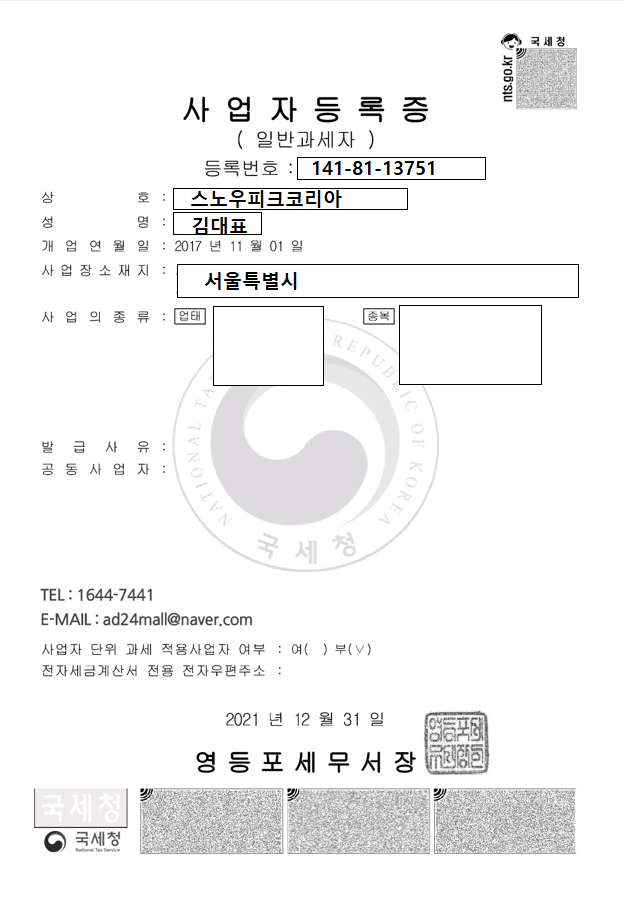 국세청
nts.go.kr
사업자등록증
( 일반과세자 )
등록번호 : 141-81-13751
상 호 : 스노우피크코리아
성 명 : 김대표
개 업 연 월 일 : 2017 년 11 월 01 일
사 업 장 소 재 지 : 서울특별시
사 업 의 종 류 : 업태 종목
NATIONAL TA REPUBLIC OF KOREA
국세청
발 급 사 유 :
공 동 사 업 자 :
TEL : 1644-7441
E-MAIL : ad24mall@naver.com
사업자 단위 과세 적용사업자 여부 : 여( ) 부(∨)
전자세금계산서 전용 전자우편주소 :
2021 년 12 월 31 일
영등포세무서장
국세청
국세청
National Tax Service